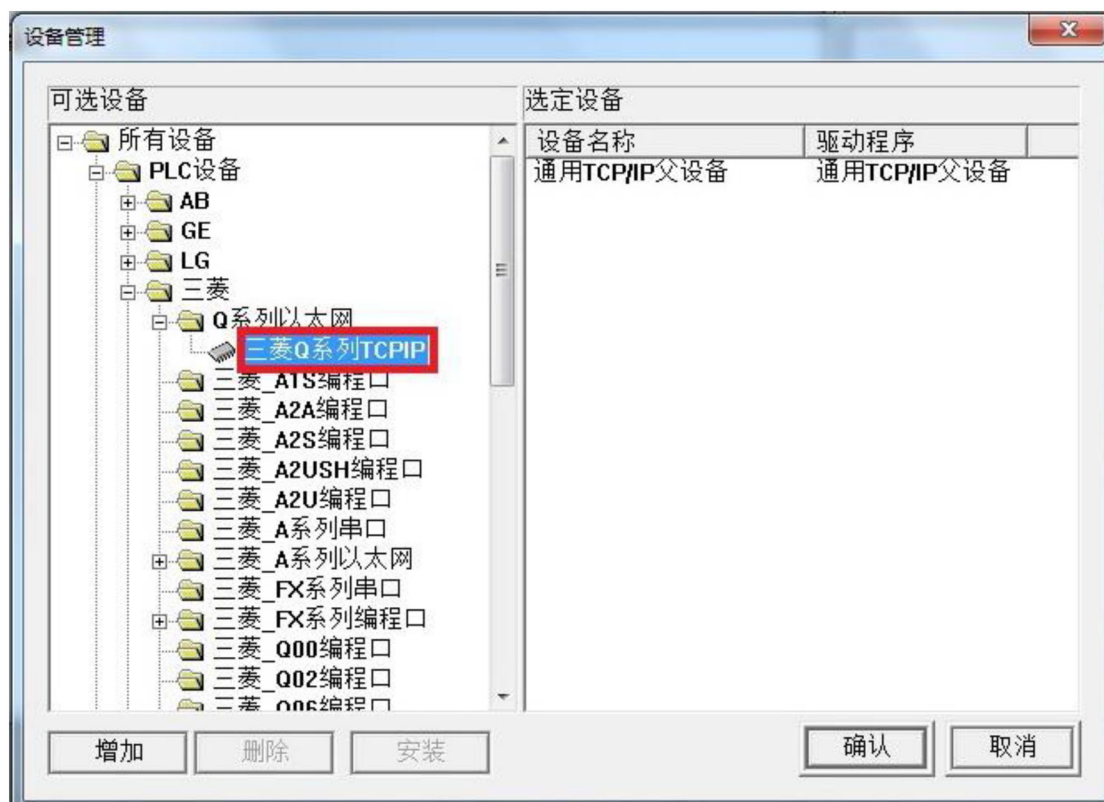 设备管理
可选设备
选定设备
所有设备
PLC设备
AB
GE
LG
三菱
Q系列以太网
三菱Q系列TCPIP
三菱_A1S编程口
三菱_A2A编程口
三菱_A2S编程口
三菱_A2USH编程口
三菱_A2U编程口
三菱_A系列串口
三菱_A系列以太网
三菱_FX系列串口
三菱_FX系列编程口
三菱_Q00编程口
三菱_Q02编程口
三菱_Q06编程口
设备名称 驱动程序
通用TCP/IP父设备 通用TCP/IP父设备
增加 删除 安装 确认 取消